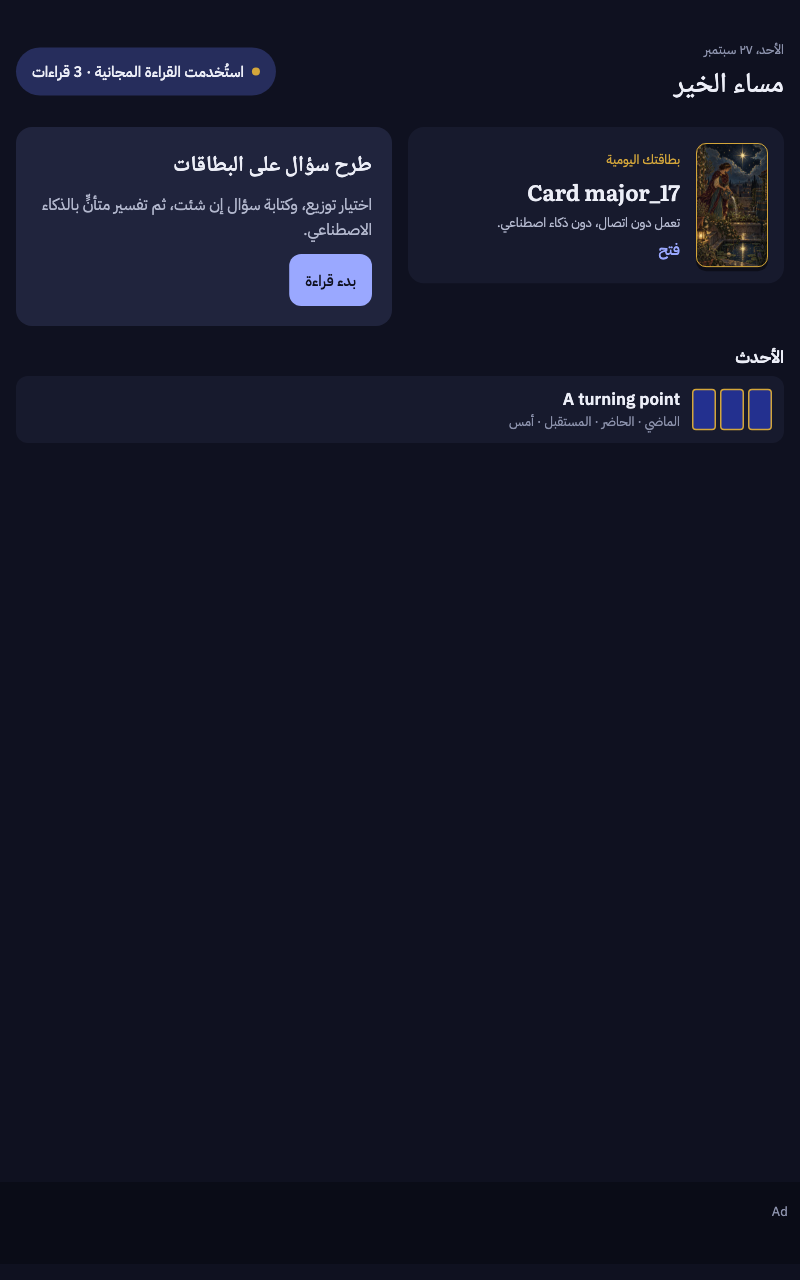 الأحد، ٢٧ سبتمبر
مساء الخير
استُخدمت القراءة المجانية · 3 قراءات
بطاقتك اليومية
Card major_17
تعمل دون اتصال، دون ذكاء اصطناعي.
فتح
طرح سؤال على البطاقات
اختيار توزيع، وكتابة سؤال إن شئت، ثم تفسير متأنٍّ بالذكاء
الاصطناعي.
بدء قراءة
الأحدث
A turning point
الماضي · الحاضر · المستقبل · أمس
Ad